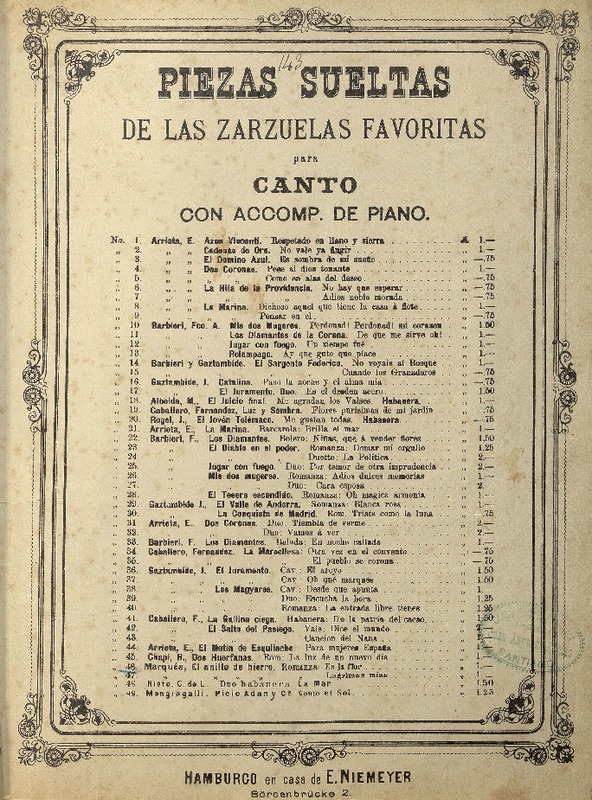 143
PIEZAS SUELTAS
DE LAS ZARZUELAS FAVORITAS
para
CANTO
CON ACCOMP. DE PIANO.
No. 1. Arrieta, E. Azon Visconti. Respetado en llano y sierra . . . 1.—
„ 2. „ „ Cadenas de Oro. No vale ya fingir . . . „ 1.—
„ 3. „ „ El Domino Azul. Es sombra de mi sueño . . . „ —.75
„ 4. „ „ Dos Coronas. Pese al dios tonante . . . „ 1.—
„ 5. „ „ „ Como en alas del deseo . . . „ —.75
„ 6. „ „ La Hija de la Providencia. No hay que esperar . . . „ —.75
„ 7. „ „ „ Adios noble morada . . . „ —.75
„ 8. „ „ La Marina. Dichoso aquel que tiene la casa á flote . . . „ 1.—
„ 9. „ „ „ Pensar en él . . . „ —.75
„ 10. Barbieri, Fco. A. Mis dos Mugeres. Perdonad! Perdonad! mi corazon „ 1.50
„ 11. „ „ Los Diamantes de la Corona. De que me sirve oh! „ 1.—
„ 12. „ „ Jugar con fuego. Un tiempo fué . . . „ 1.—
„ 13. „ „ Relampago. Ay que guto que place . . . „ 1.—
„ 14. Barbieri y Gaztambide. El Sargento Federico. No voyais al Bosque „ 1.—
„ 15. „ „ „ Cuando los Granaderos „ —.75
„ 16. Gaztambide, J. Catalina. Pasó la noche y el alma mia . . . „ —.75
„ 17. „ „ El Juramento. Duo. Es el desden acero . . . „ 1.50
„ 18. Albelda, M., El Juicio final. Me agradan los Valses. Habanera. „ 1.—
„ 19. Caballero, Fernandez, Luz y Sombra. Flores purisimas de mi jardin „ .75
„ 20. Rogel, J., El Jovén Telémaco. Me gustan todas. Habanera. „ —.75
„ 21. Arrieta, E., La Marina. Barcarola: Brilla el mar . . . „ 1.—
„ 22. Barbieri, F., Los Diamantes. Bolero: Niñas, que á vender flores „ 1.50
„ 23. „ „ El Diablo en el poder. Romanza: Domar mi orgullo „ 1.25
„ 24. „ „ „ Duetto: La Politica . . . „ 2.—
„ 25. „ „ Jugar con fuego. Duo: Por temor de otra imprudencia „ 2.—
„ 26. „ „ Mis dos mugeres. Romanza: Adios dulces memorias „ 1.—
„ 27. „ „ „ Duo: Cara esposa . . . „ 2.—
„ 28. „ „ El Tesoro escondido. Romanza: Oh magica armonia „ 1.—
„ 29. Gaztambide J., El Valle de Andorra. Romanza: Blanca rosa . „ 1.—
„ 30. „ „ La Conquista de Madrid. Rom. Triste como la luna „ .75
„ 31. Arrieta, E., Dos Coronas. Duo: Tiembla de verme . . . „ 2.—
„ 32. „ „ „ Duo: Vamos á ver . . . „ 2.—
„ 33. Barbieri, F. Los Diamantes. Balada: En noche callada . . . „ 1.—
„ 34. Caballero, Fernandez. La Marsellesa: Otra vez en el convento . „ —.75
„ 35. „ „ „ El pueblo se corona . . . „ —.75
„ 36. Gaztambide, J. El Juramento. Cav.: El arroyo . . . „ 1.50
„ 37. „ „ „ Cav: Oh qué marqués . . . „ 1.50
„ 38. „ „ Los Magyares. Cav.: Desde que apunta . . . „ 1.—
„ 39. „ „ „ Duo: Escucha la hora . . . „ 1.25
„ 40. „ „ „ Romanza: La entrada libre tienes „ 1.25
„ 41. Caballero, F., La Gallina ciega. Habanera: De la patria del cacao. „ 1.50
„ 42. „ „ El Salto del Pasiego. Vals: Dice el mundo . . .
„ 43. „ „ „ Cancion del Nana . . .
„ 44. Arrieta, E., El Motin de Esquilache Para mujeres España
„ 45. Chapi, R., Dos Huerfanas. Rom: La luz de un nuevo dia
„ 46. Marqués, El anillo de hierro, Romanza: Es la flor . . .
„ 47. „ „ „ Lagrimas mias . . . 1.—
„ 48. Nieto, C. de L. Duo habanera La Mar . . . „ 1.50
„ 49. Mangiagalli. Picio Adan y Ca. Como el Sol . . . „ 1.25
HAMBURGO en casa de E. NIEMEYER
Börsenbrücke 2.